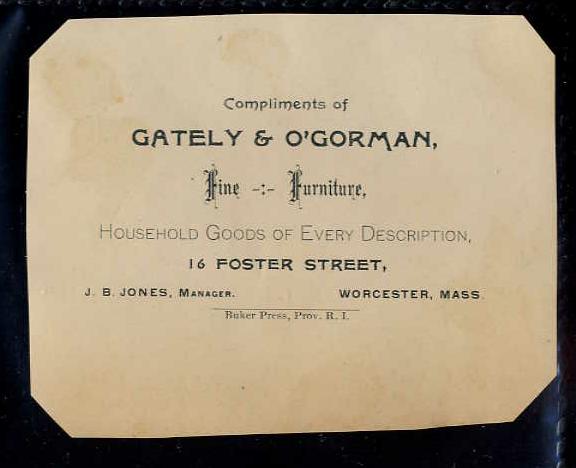 Compliments of
GATELY & O'GORMAN,
Fine -:- Furniture,
HOUSEHOLD GOODS OF EVERY DESCRIPTION,
16 FOSTER STREET,
J. B. JONES, MANAGER. WORCESTER, MASS.
Buker Press, Prov. R. I.